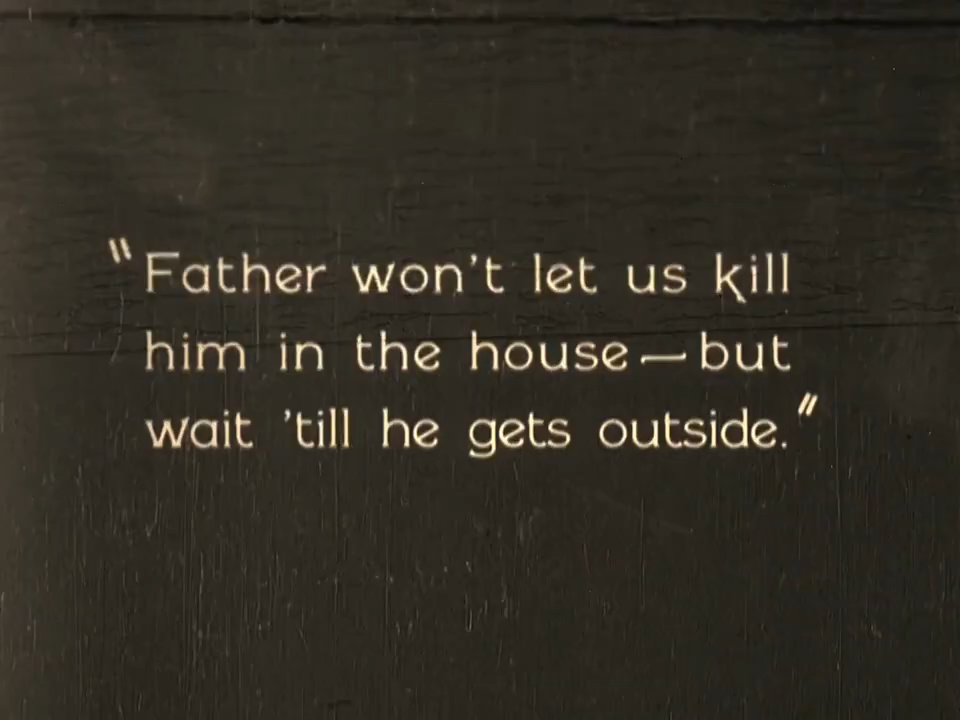 "Father won't let us kill
him in the house—but
wait 'till he gets outside."